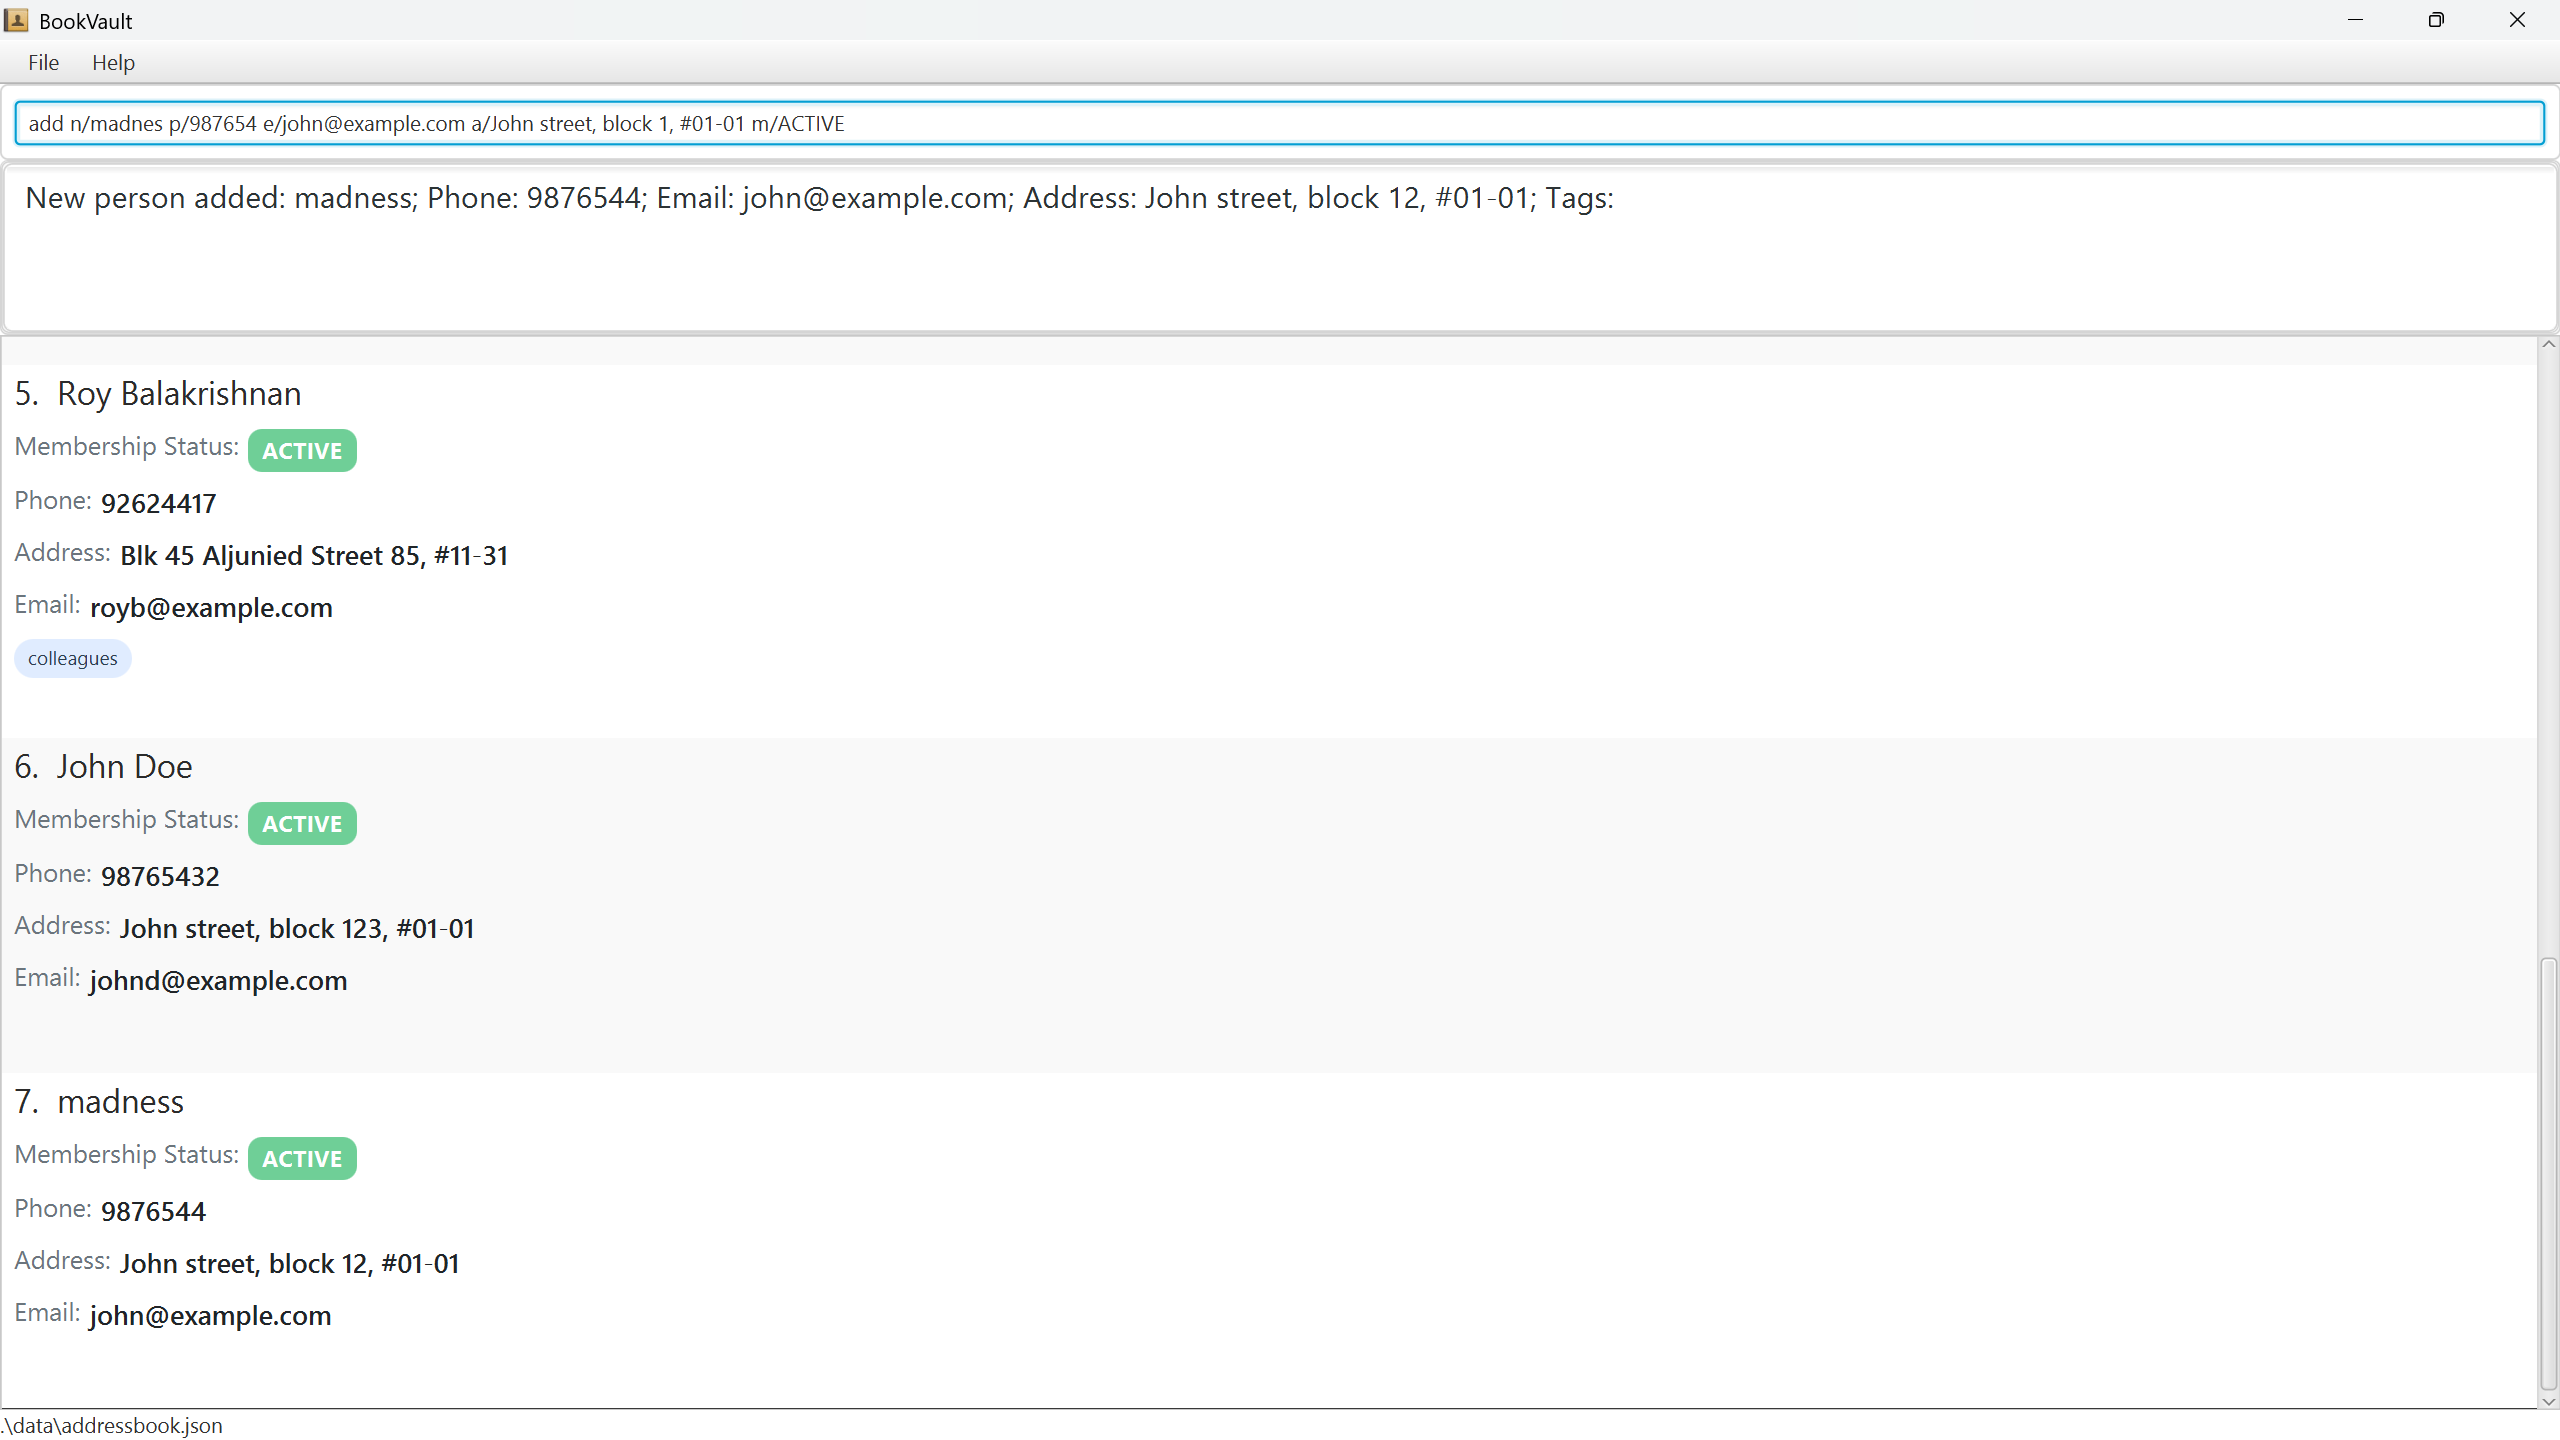 BookVault
File Help
add n/madnes p/987654 e/john@example.com a/John street, block 1, #01-01 m/ACTIVE
New person added: madness; Phone: 9876544; Email: john@example.com; Address: John street, block 12, #01-01; Tags:
5. Roy Balakrishnan
Membership Status: ACTIVE
Phone: 92624417
Address: Blk 45 Aljunied Street 85, #11-31
Email: royb@example.com
colleagues
6. John Doe
Membership Status: ACTIVE
Phone: 98765432
Address: John street, block 123, #01-01
Email: johnd@example.com
7. madness
Membership Status: ACTIVE
Phone: 9876544
Address: John street, block 12, #01-01
Email: john@example.com
.\data\addressbook.json